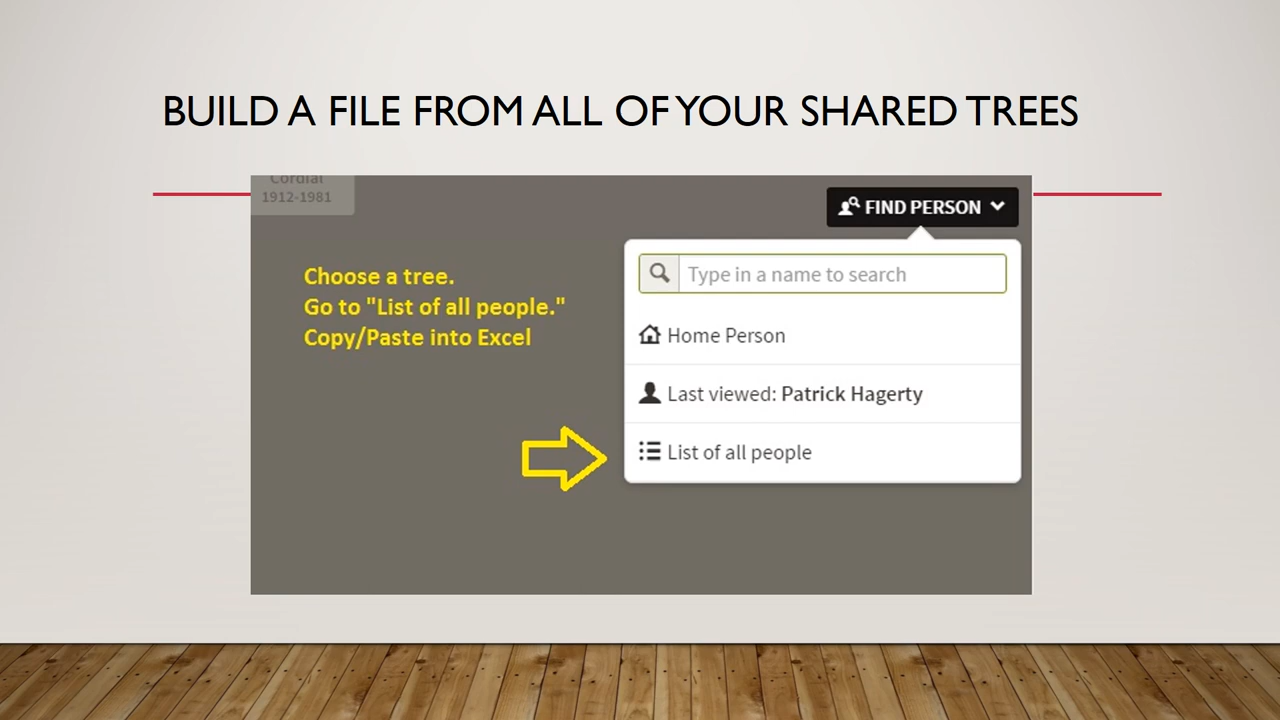 BUILD A FILE FROM ALL OF YOUR SHARED TREES
Cordial
1912-1981
FIND PERSON
Choose a tree.
Go to "List of all people."
Copy/Paste into Excel
Type in a name to search
Home Person
Last viewed: Patrick Hagerty
List of all people